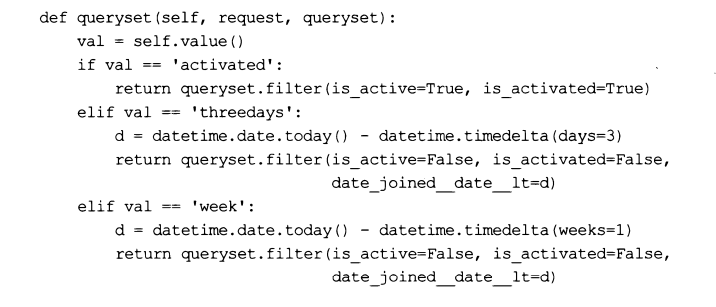 def queryset(self, request, queryset):
    val = self.value()
    if val == 'activated':
        return queryset.filter(is_active=True, is_activated=True)
    elif val == 'threedays':
        d = datetime.date.today() - datetime.timedelta(days=3)
        return queryset.filter(is_active=False, is_activated=False,
                               date_joined__date__lt=d)
    elif val == 'week':
        d = datetime.date.today() - datetime.timedelta(weeks=1)
        return queryset.filter(is_active=False, is_activated=False,
                               date_joined__date__lt=d)